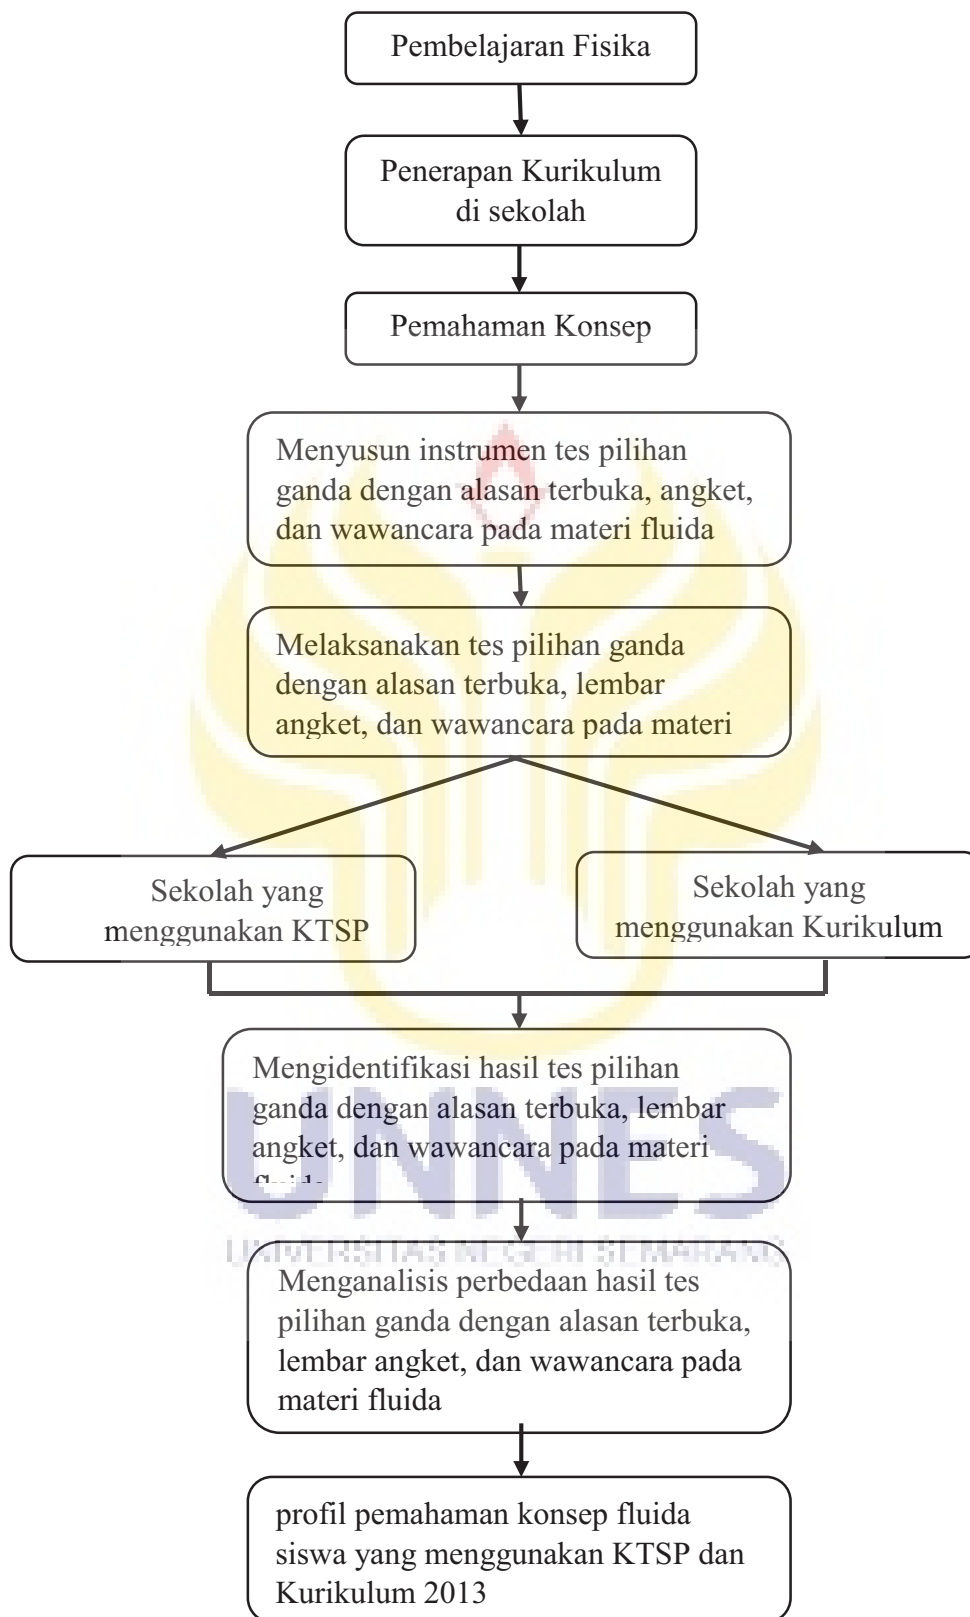 Pembelajaran Fisika
Penerapan Kurikulum
di sekolah
Pemahaman Konsep
Menyusun instrumen tes pilihan
ganda dengan alasan terbuka, angket,
dan wawancara pada materi fluida
Melaksanakan tes pilihan ganda
dengan alasan terbuka, lembar
angket, dan wawancara pada materi
Sekolah yang
menggunakan KTSP
Sekolah yang
menggunakan Kurikulum
Mengidentifikasi hasil tes pilihan
ganda dengan alasan terbuka, lembar
angket, dan wawancara pada materi
UNNES
UNIVERSITAS NEGERI SEMARANG
Menganalisis perbedaan hasil tes
pilihan ganda dengan alasan terbuka,
lembar angket, dan wawancara pada
materi fluida
profil pemahaman konsep fluida
siswa yang menggunakan KTSP dan
Kurikulum 2013